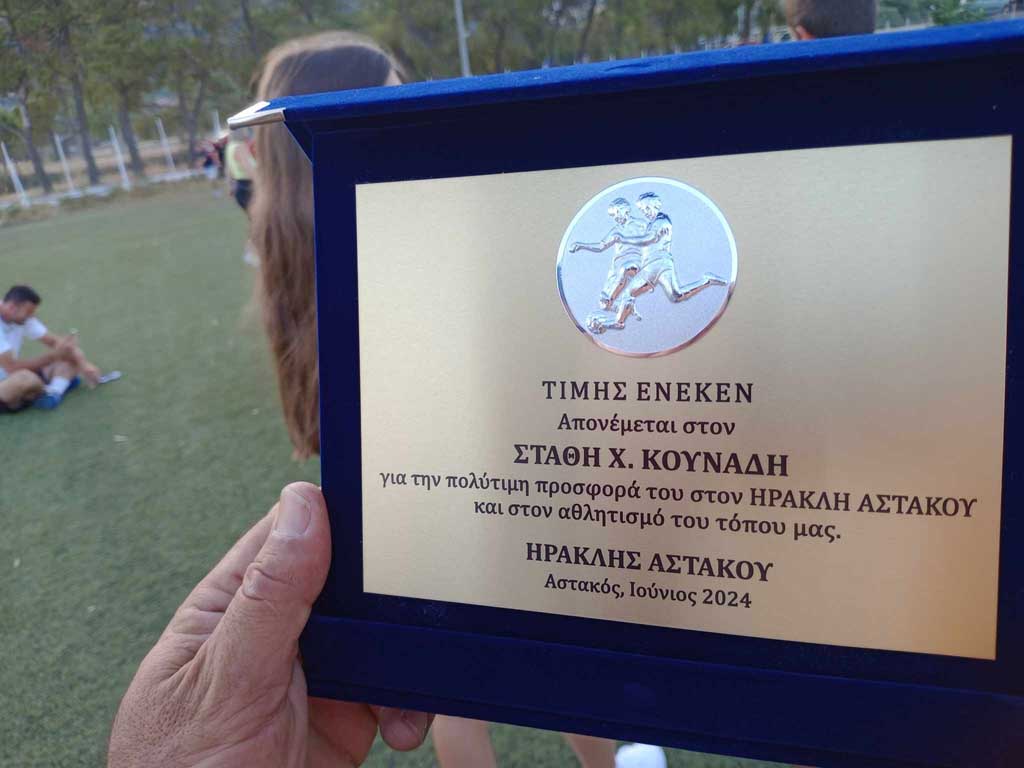 ΤΙΜΗΣ ΕΝΕΚΕΝ
Απονέμεται στον
ΣΤΑΘΗ Χ. ΚΟΥΝΑΔΗ
για την πολύτιμη προσφορά του στον ΗΡΑΚΛΗ ΑΣΤΑΚΟΥ
και στον αθλητισμό του τόπου μας.
ΗΡΑΚΛΗΣ ΑΣΤΑΚΟΥ
Αστακός, Ιούνιος 2024